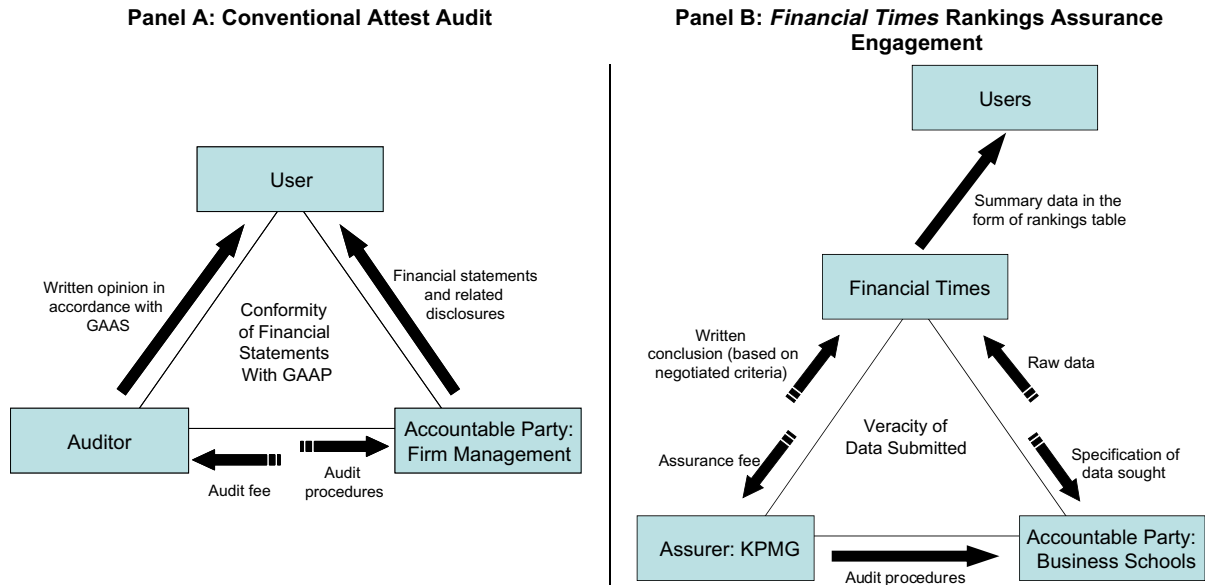 Panel A: Conventional Attest Audit
User
Written opinion in
accordance with
GAAS
Financial statements
and related
disclosures
Conformity
of Financial
Statements
With GAAP
Auditor
Accountable Party:
Firm Management
Audit fee
Audit
procedures
Panel B: Financial Times Rankings Assurance
Engagement
Users
Summary data in the
form of rankings table
Financial Times
Written
conclusion (based on
negotiated criteria)
Raw data
Veracity of
Data Submitted
Assurance fee
Specification of
data sought
Assurer: KPMG
Accountable Party:
Business Schools
Audit procedures